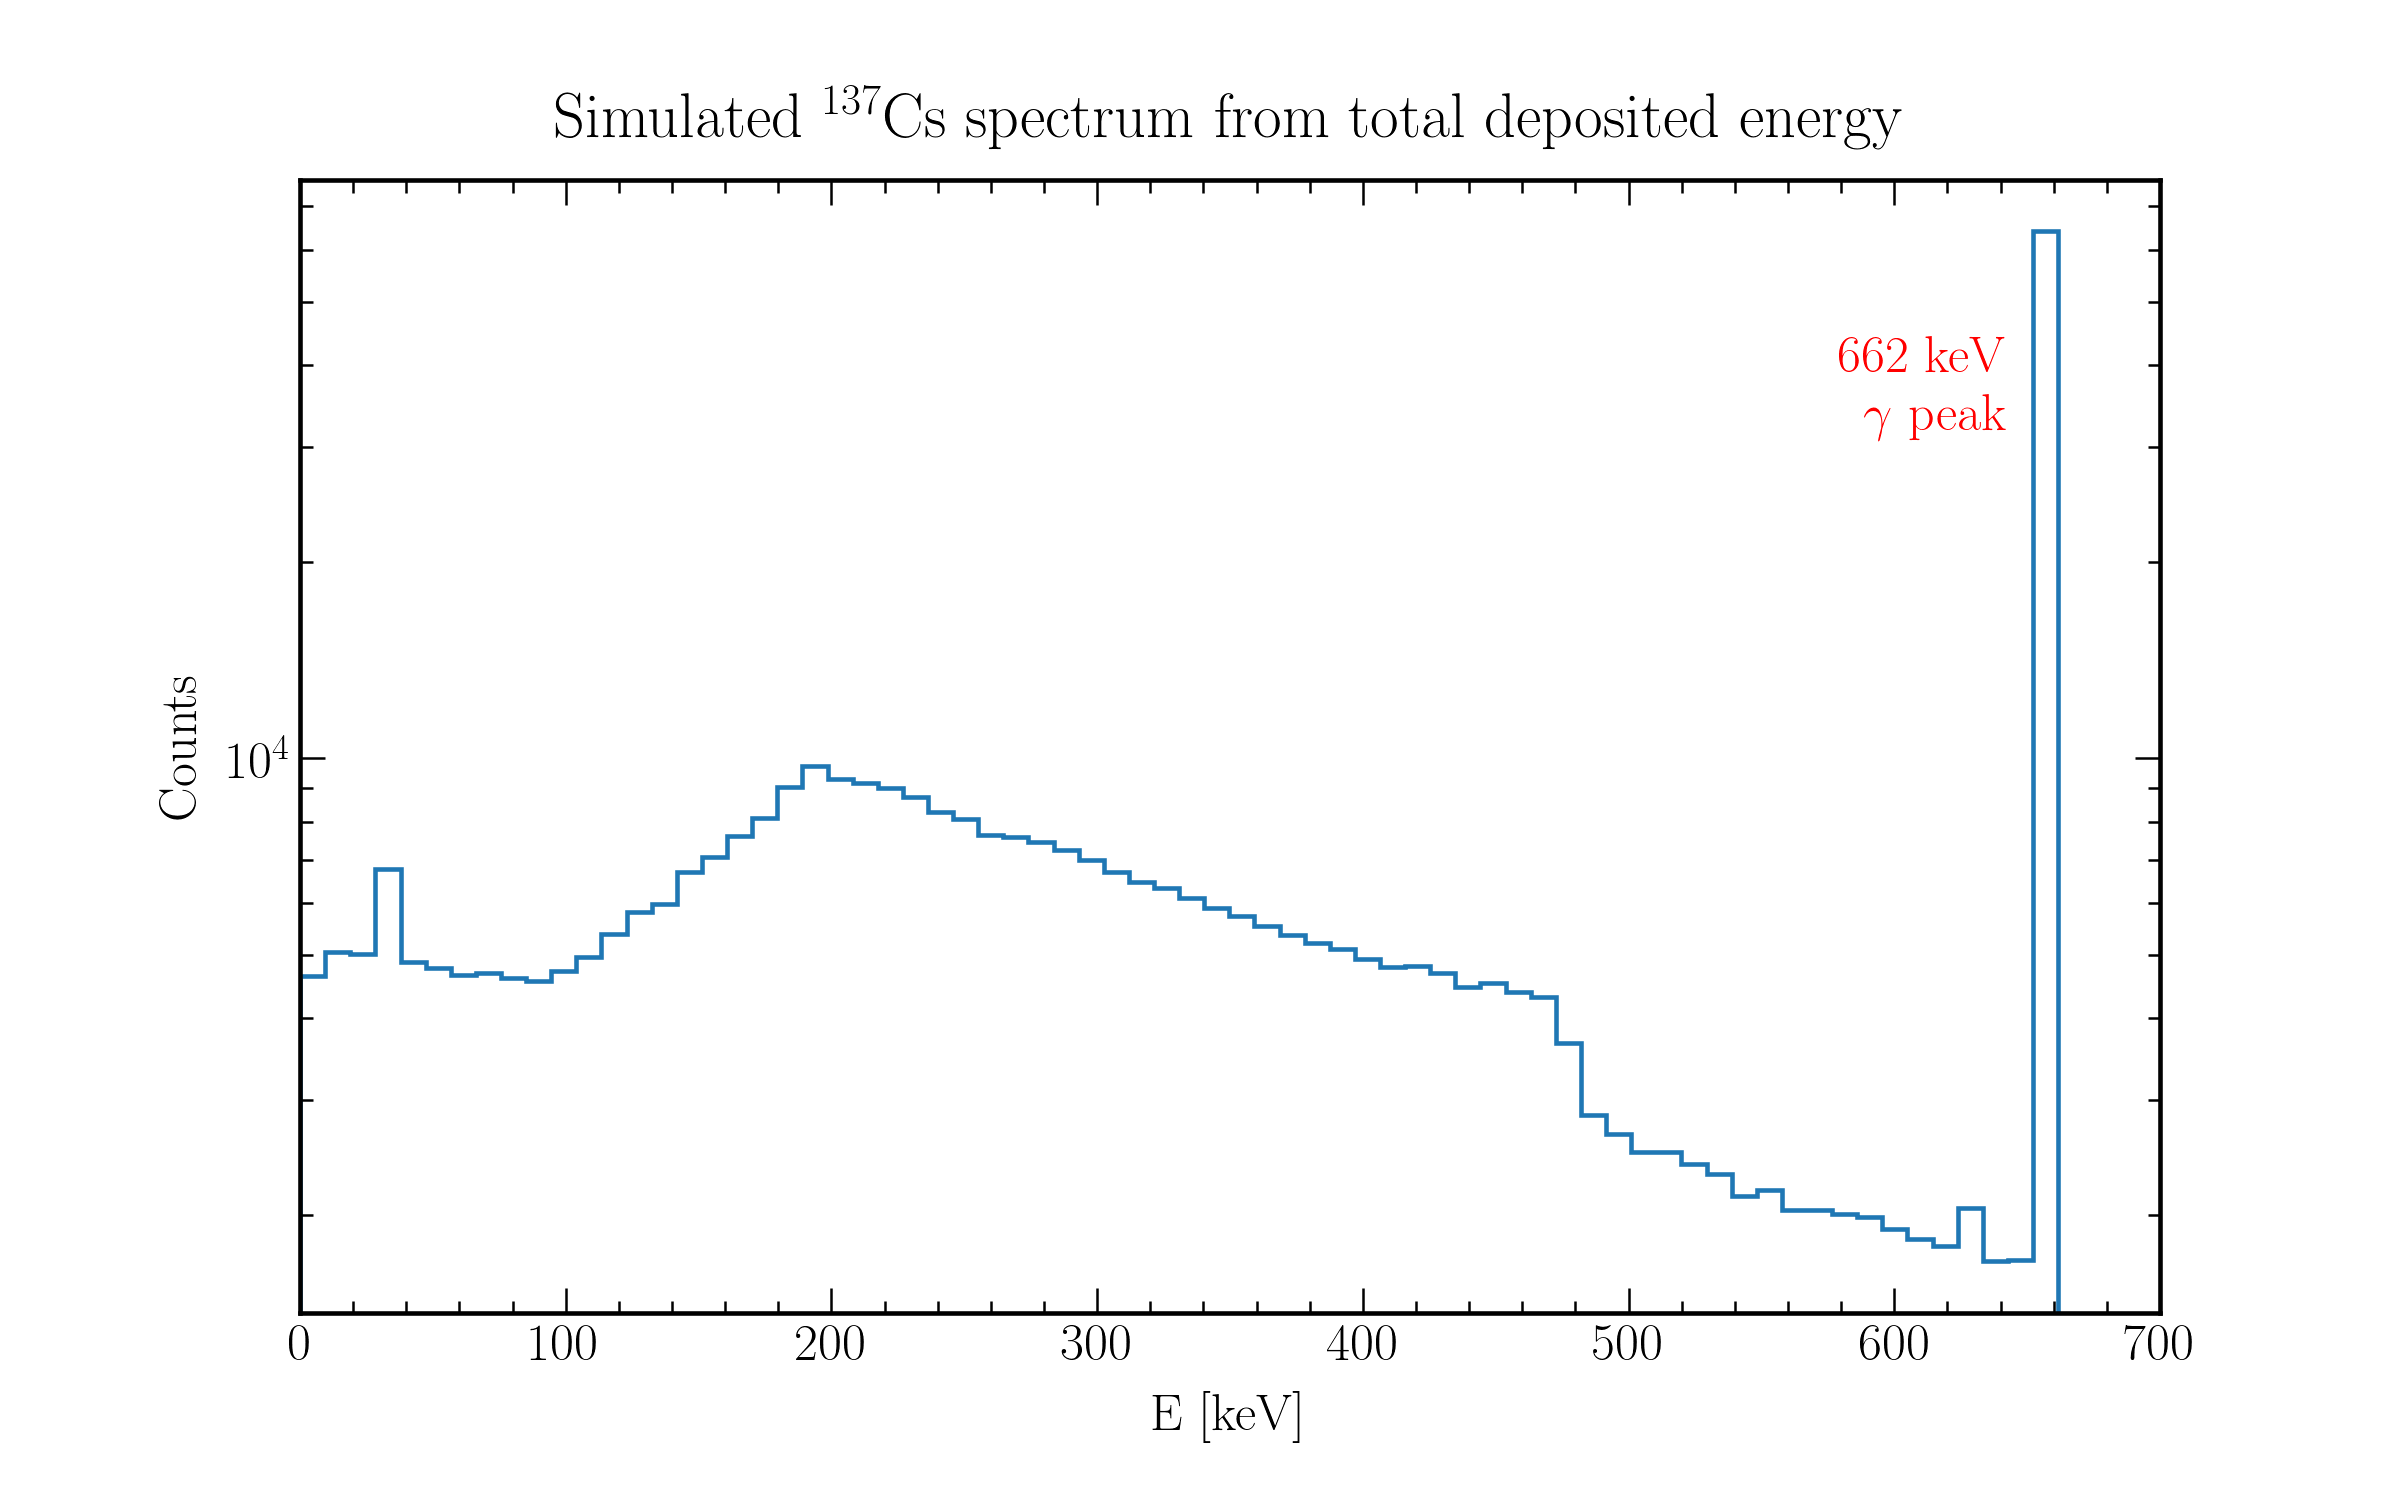 Simulated ¹³⁷Cs spectrum from total deposited energy
662 keV
γ peak
Counts
10⁴
0 100 200 300 400 500 600 700
E [keV]